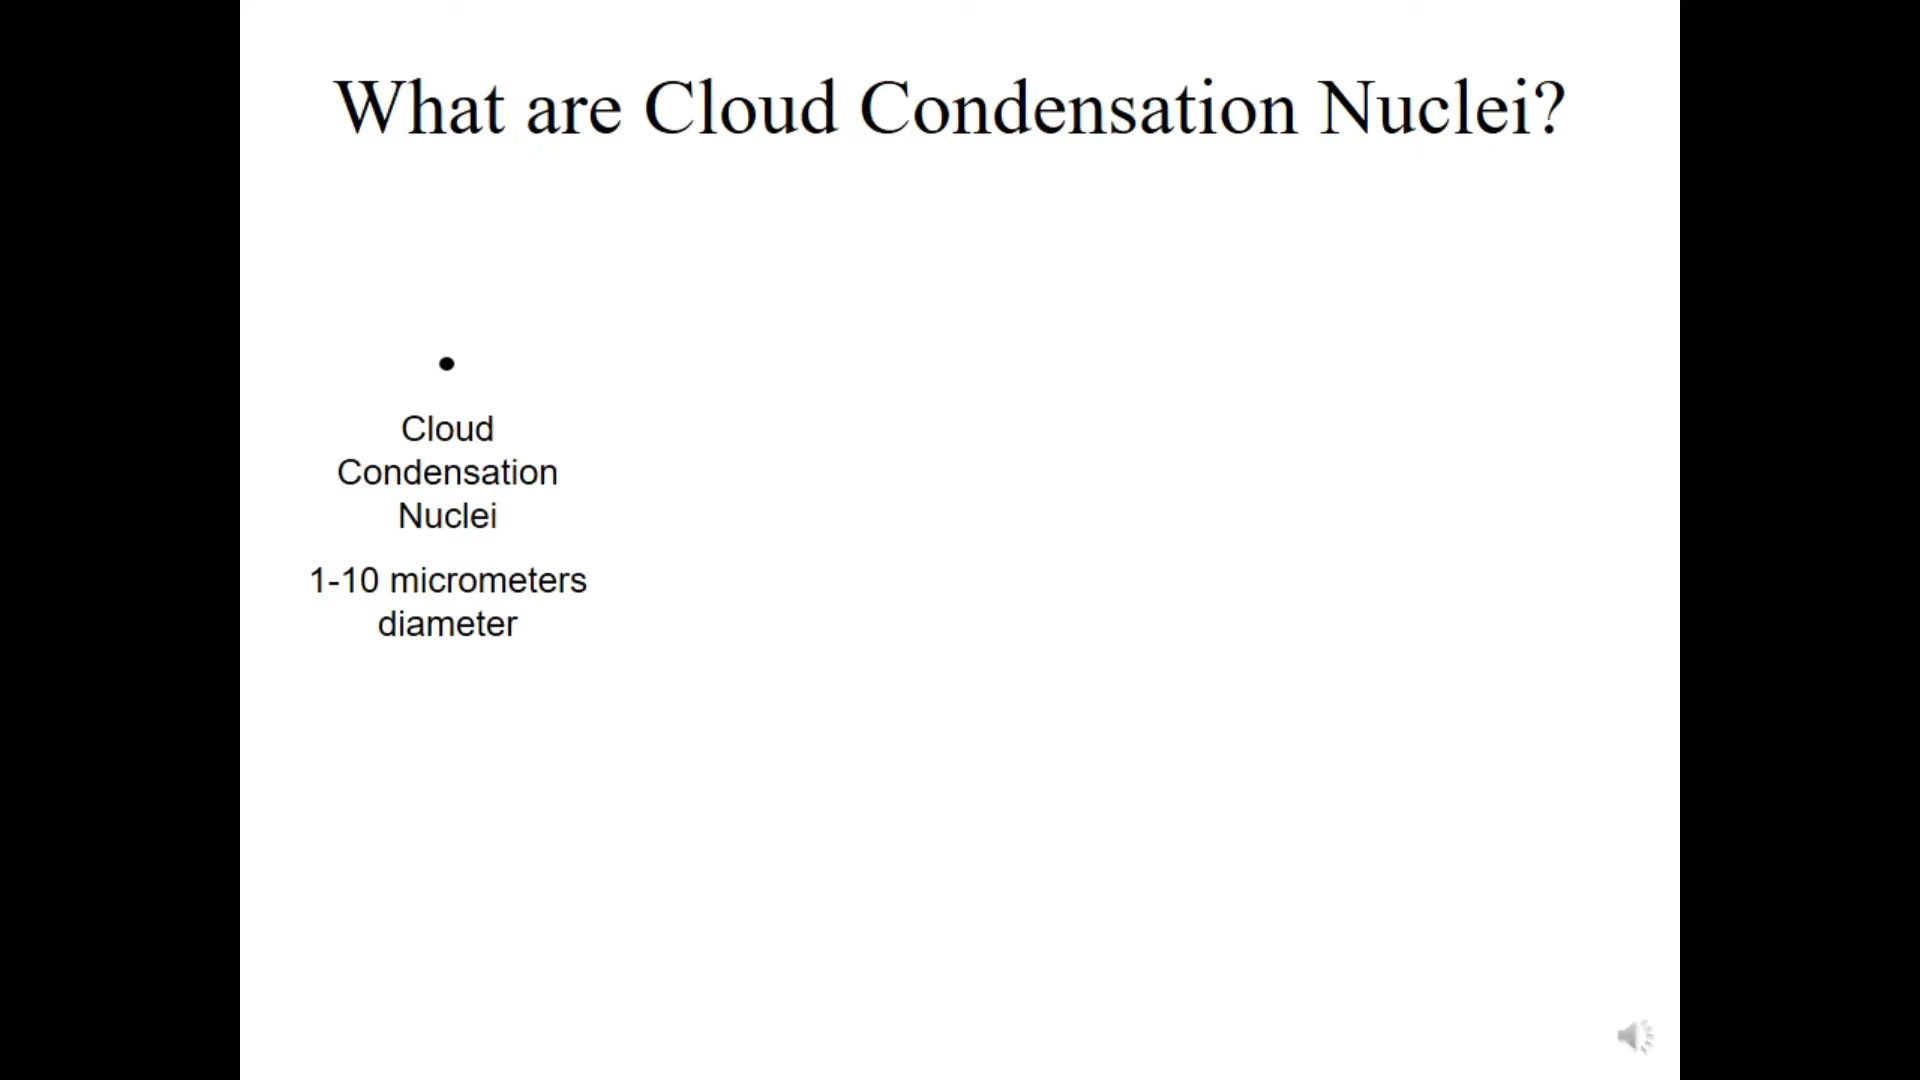 What are Cloud Condensation Nuclei?
Cloud
Condensation
Nuclei
1-10 micrometers
diameter